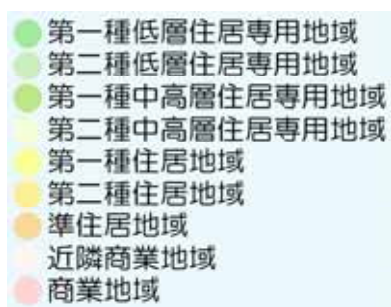 第一種低層住居専用地域
第二種低層住居専用地域
第一種中高層住居専用地域
第二種中高層住居専用地域
第一種住居地域
第二種住居地域
準住居地域
近隣商業地域
商業地域